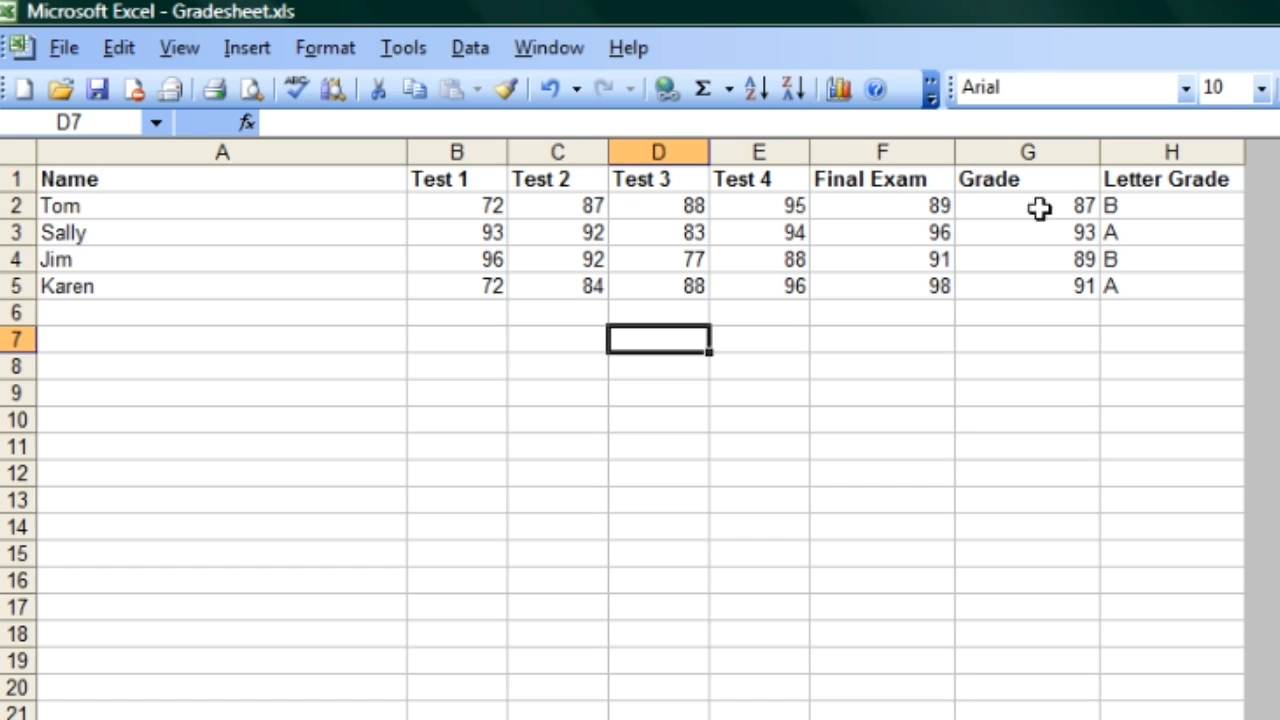 Microsoft Excel - Gradesheet.xls
File Edit View Insert Format Tools Data Window Help
Arial 10
D7 fx
A B C D E F G H
1 Name Test 1 Test 2 Test 3 Test 4 Final Exam Grade Letter Grade
2 Tom 72 87 88 95 89 87 B
3 Sally 93 92 83 94 96 93 A
4 Jim 96 92 77 88 91 89 B
5 Karen 72 84 88 96 98 91 A
6
7
8
9
10
11
12
13
14
15
16
17
18
19
20
21